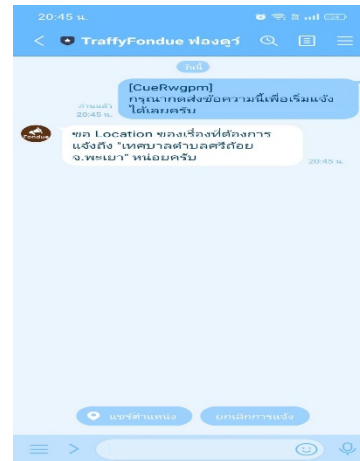 20:45 น.
TraffyFondue ฟองดูว์
วันนี้
[CueRwgpm]
กรุณากดส่งข้อความนี้เพื่อเริ่มแจ้ง
ได้เลยครับ
อ่านแล้ว
20:45 น.
Fondue
ขอ Location ของเรื่องที่ต้องการ
แจ้งถึง "เทศบาลตำบลศรีถ้อย
จ.พะเยา" หน่อยครับ
20:45 น.
แชร์ตำแหน่ง
ยกเลิกการแจ้ง